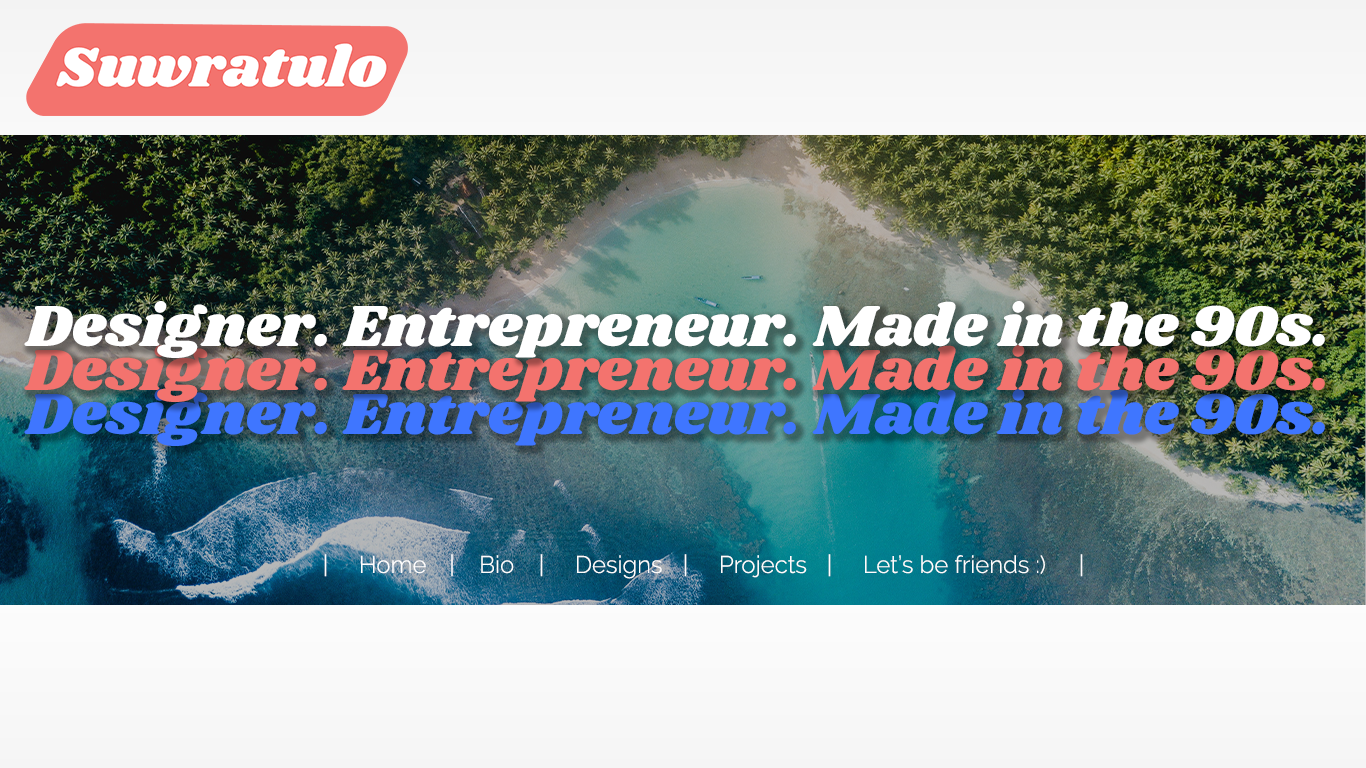 Suwratulo
Designer. Entrepreneur. Made in the 90s.
Designer. Entrepreneur. Made in the 90s.
Designer. Entrepreneur. Made in the 90s.
| Home | Bio | Designs | Projects | Let's be friends :) |